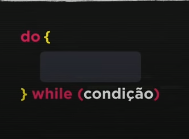 do {
} while (condição)